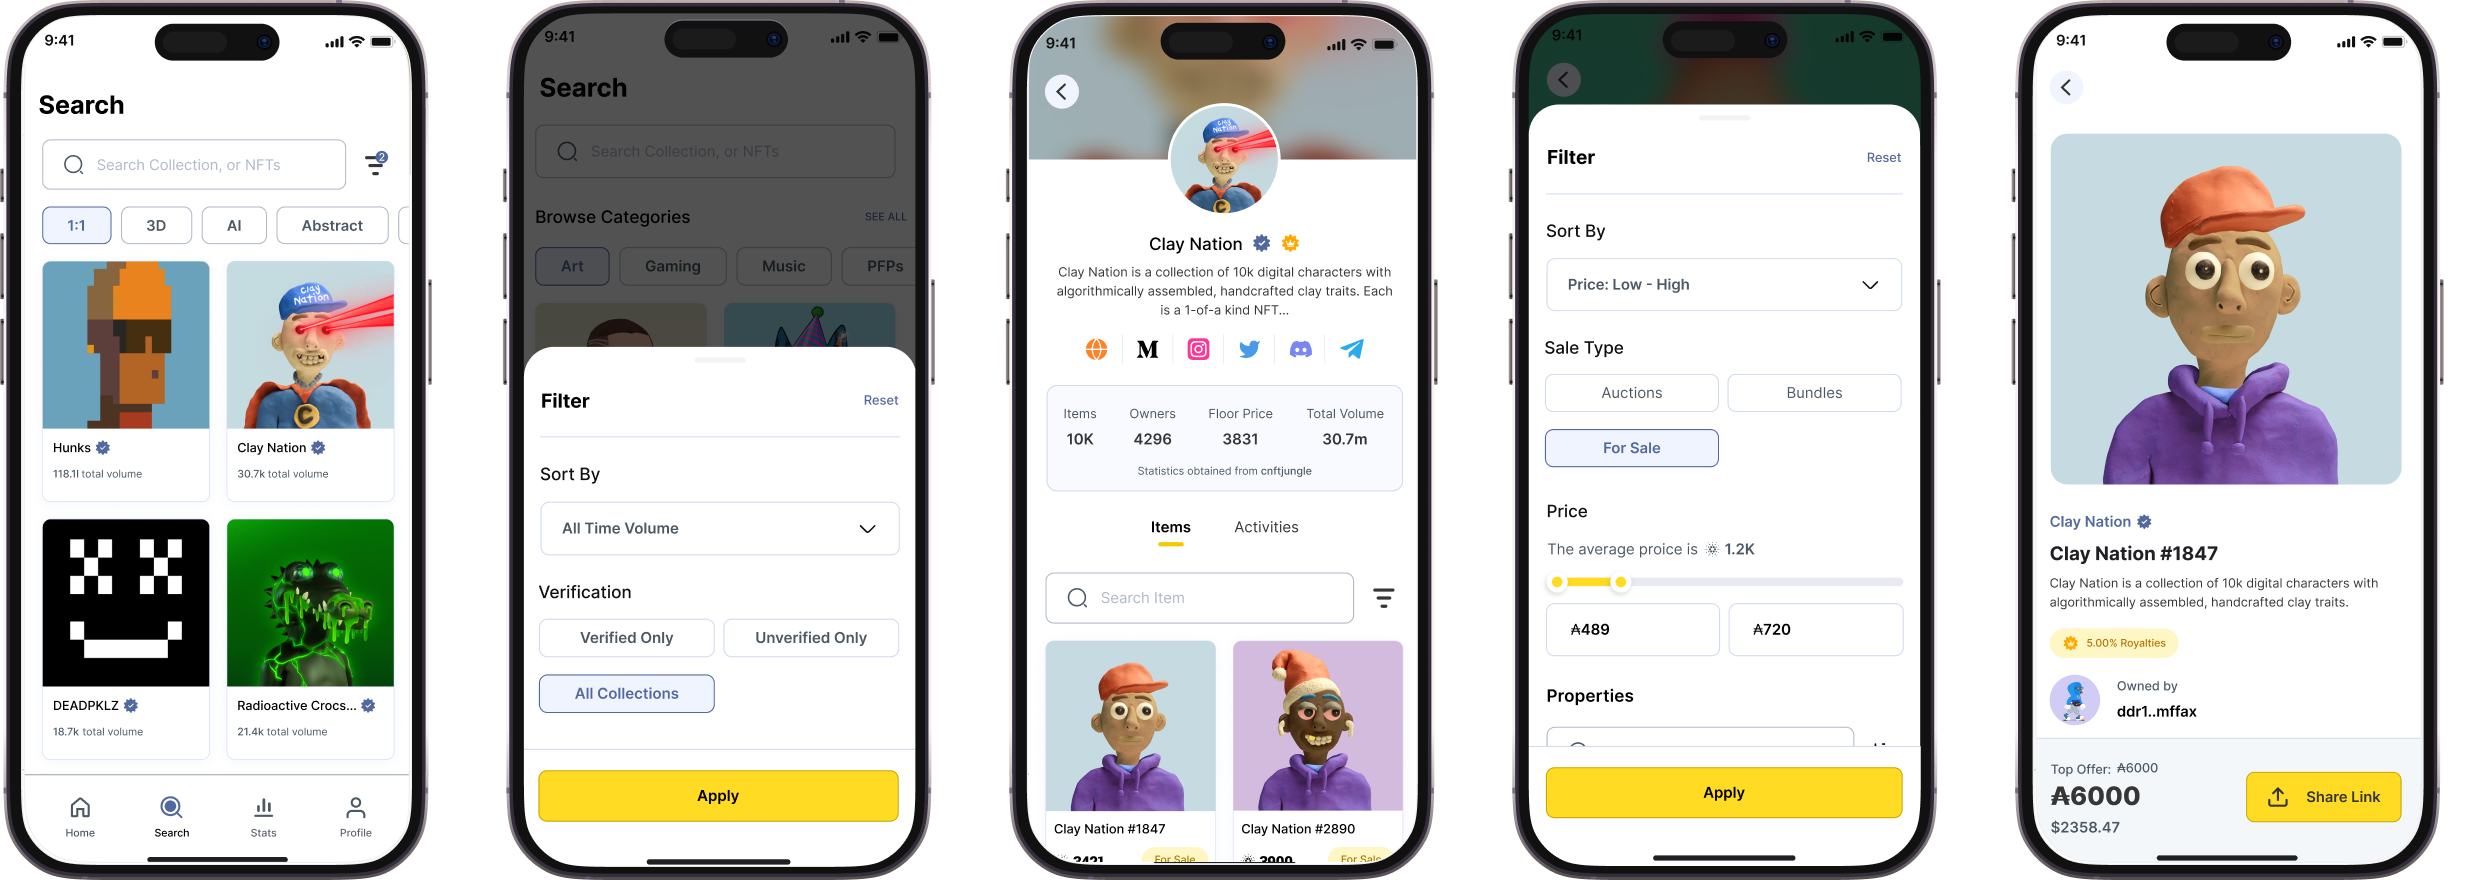 9:41
Search
Search Collection, or NFTs
2
1:1
3D
AI
Abstract
CLAY NATION
C
Hunks
118.1l total volume
Clay Nation
30.7k total volume
DEADPKLZ
18.7k total volume
Radioactive Crocs...
21.4k total volume
Home
Search
Stats
Profile
9:41
Search
Search Collection, or NFTs
Browse Categories
SEE ALL
Art
Gaming
Music
PFPs
Filter
Reset
Sort By
All Time Volume
Verification
Verified Only
Unverified Only
All Collections
Apply
9:41
CLAY NATION
C
Clay Nation
Clay Nation is a collection of 10k digital characters with
algorithmically assembled, handcrafted clay traits. Each
is a 1-of-a kind NFT...
M
Items
Owners
Floor Price
Total Volume
10K
4296
3831
30.7m
Statistics obtained from cnftjungle
Items
Activities
Search Item
Clay Nation #1847
3421
For Sale
Clay Nation #2890
3900
For Sale
9:41
Filter
Reset
Sort By
Price: Low - High
Sale Type
Auctions
Bundles
For Sale
Price
The average proice is 1.2K
₳489
₳720
Properties
Apply
9:41
Clay Nation
Clay Nation #1847
Clay Nation is a collection of 10k digital characters with
algorithmically assembled, handcrafted clay traits.
5.00% Royalties
Owned by
ddr1..mffax
Top Offer: ₳6000
₳6000
$2358.47
Share Link